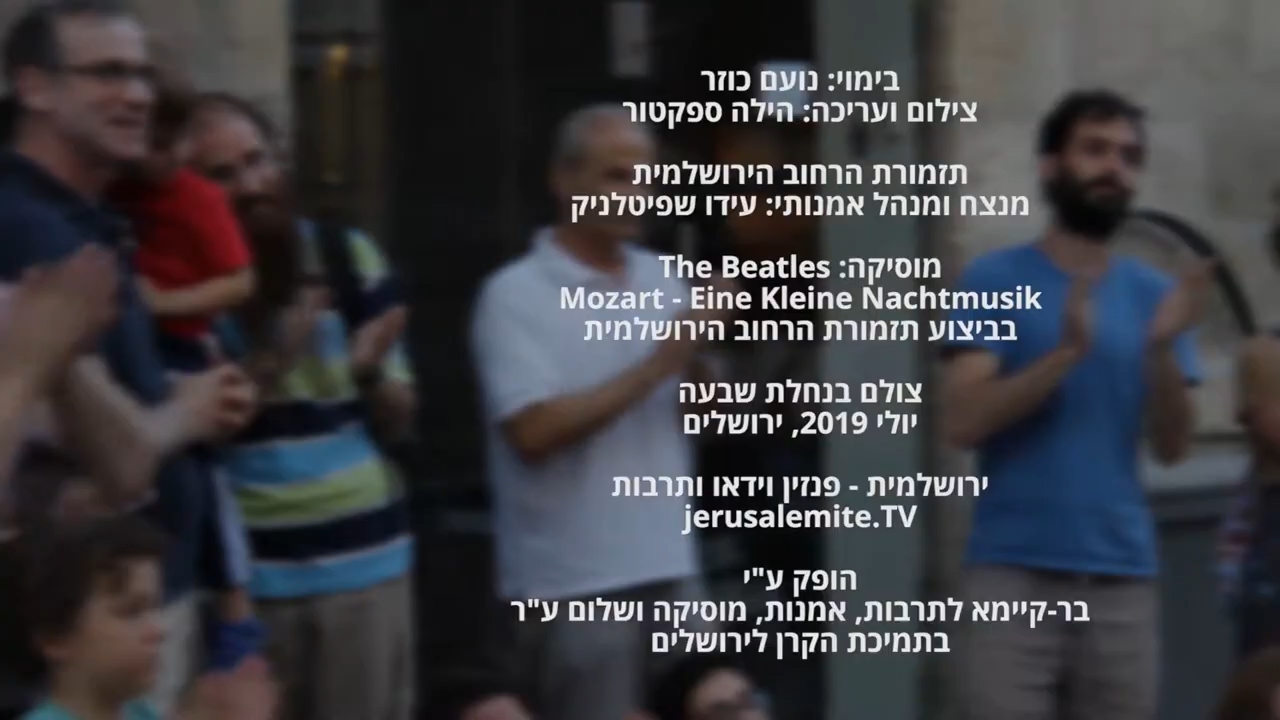 בימוי: נועם כוזר
צילום ועריכה: הילה ספקטור
תזמורת הרחוב הירושלמית
מנצח ומנהל אמנותי: עידו שפיטלניק
מוסיקה: The Beatles
Mozart - Eine Kleine Nachtmusik
בביצוע תזמורת הרחוב הירושלמית
צולם בנחלת שבעה
יולי 2019, ירושלים
ירושלמית - פנזין וידאו ותרבות
jerusalemite.TV
הופק ע"י
בר-קיימא לתרבות, אמנות, מוסיקה ושלום ע"ר
בתמיכת הקרן לירושלים